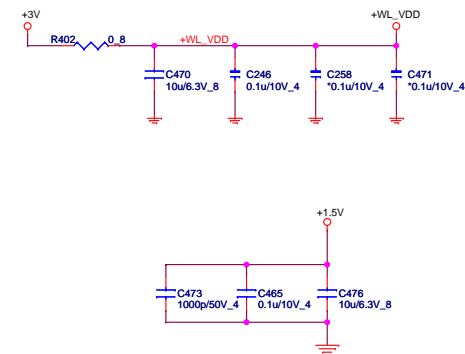 +3V
+WL_VDD
R402 0_8
+WL_VDD
C470
10u/6.3V_8
C246
0.1u/10V_4
C258
*0.1u/10V_4
C471
*0.1u/10V_4
+1.5V
C473
1000p/50V_4
C465
0.1u/10V_4
C476
10u/6.3V_8